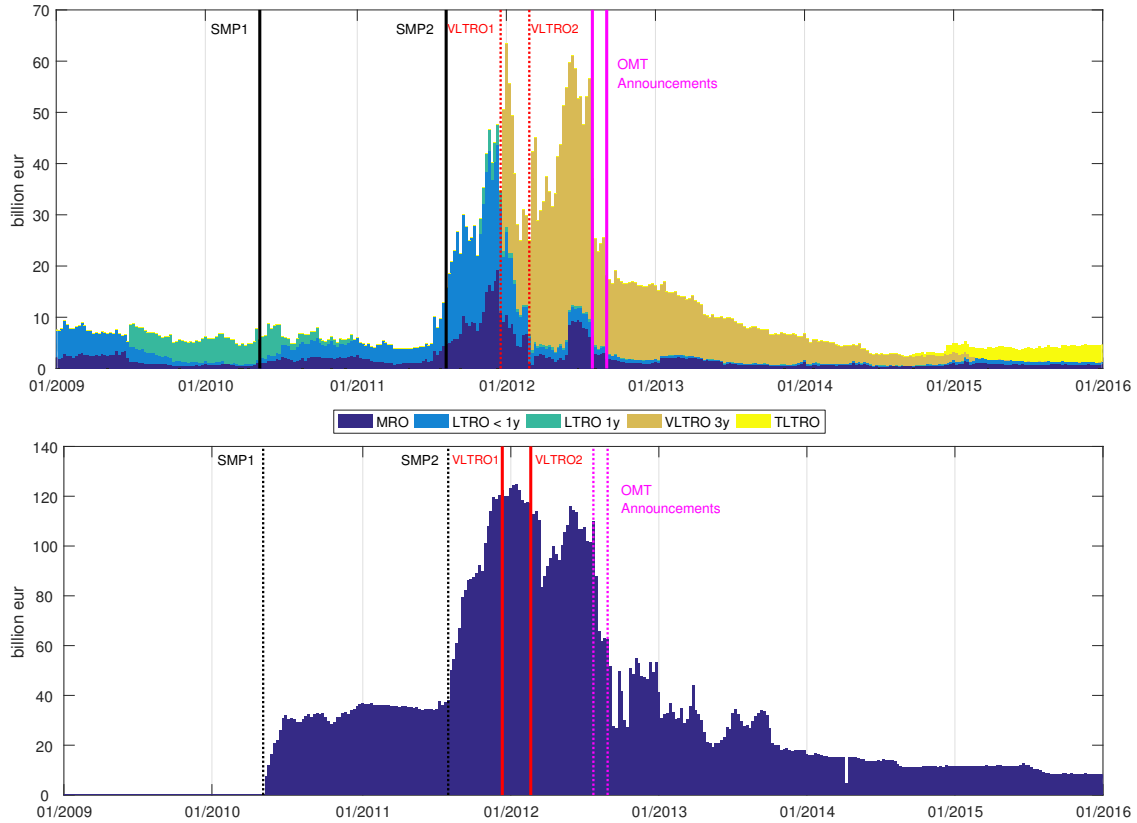 70
60
50
40
30
20
10
0
billion eur
SMP1
SMP2
VLTRO1
VLTRO2
OMT
Announcements
01/2009
01/2010
01/2011
01/2012
01/2013
01/2014
01/2015
01/2016
MRO
LTRO < 1y
LTRO 1y
VLTRO 3y
TLTRO
140
120
100
80
60
40
20
0
billion eur
SMP1
SMP2
VLTRO1
VLTRO2
OMT
Announcements
01/2009
01/2010
01/2011
01/2012
01/2013
01/2014
01/2015
01/2016